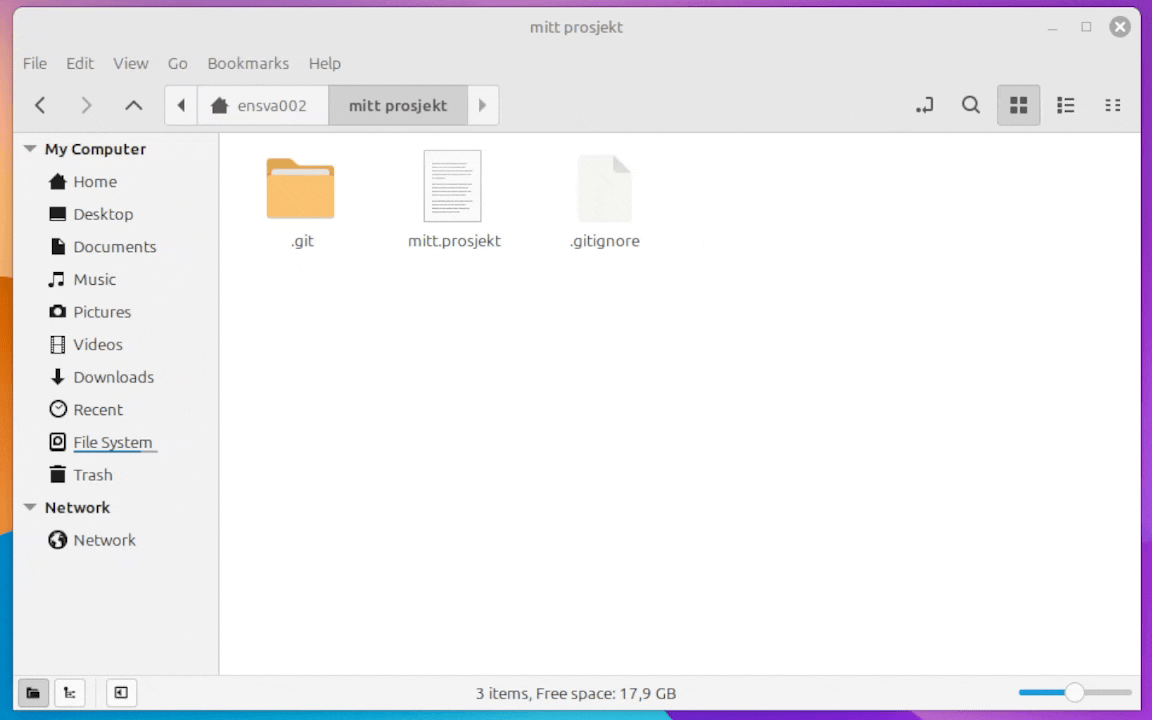 mitt prosjekt
File Edit View Go Bookmarks Help
ensva002 mitt prosjekt
My Computer
Home
Desktop
Documents
Music
Pictures
Videos
Downloads
Recent
File System
Trash
Network
Network
.git mitt.prosjekt .gitignore
3 items, Free space: 17,9 GB